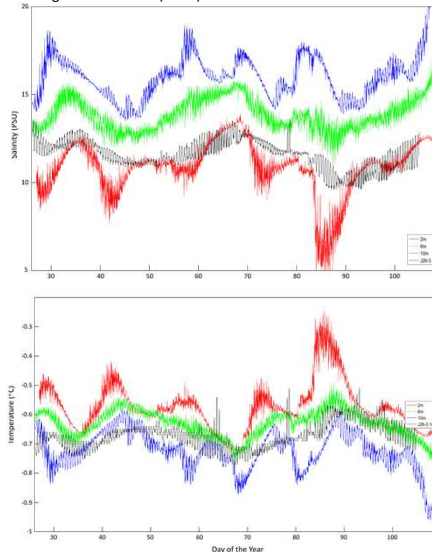 20
15
10
5
Salinity (PSU)
30 40 50 60 70 80 90 100
2m
6m
10m
-0.3
-0.4
-0.5
-0.6
-0.7
-0.8
-0.9
-1
Temperature (°C)
2m
6m
10m
30 40 50 60 70 80 90 100
Day of the Year